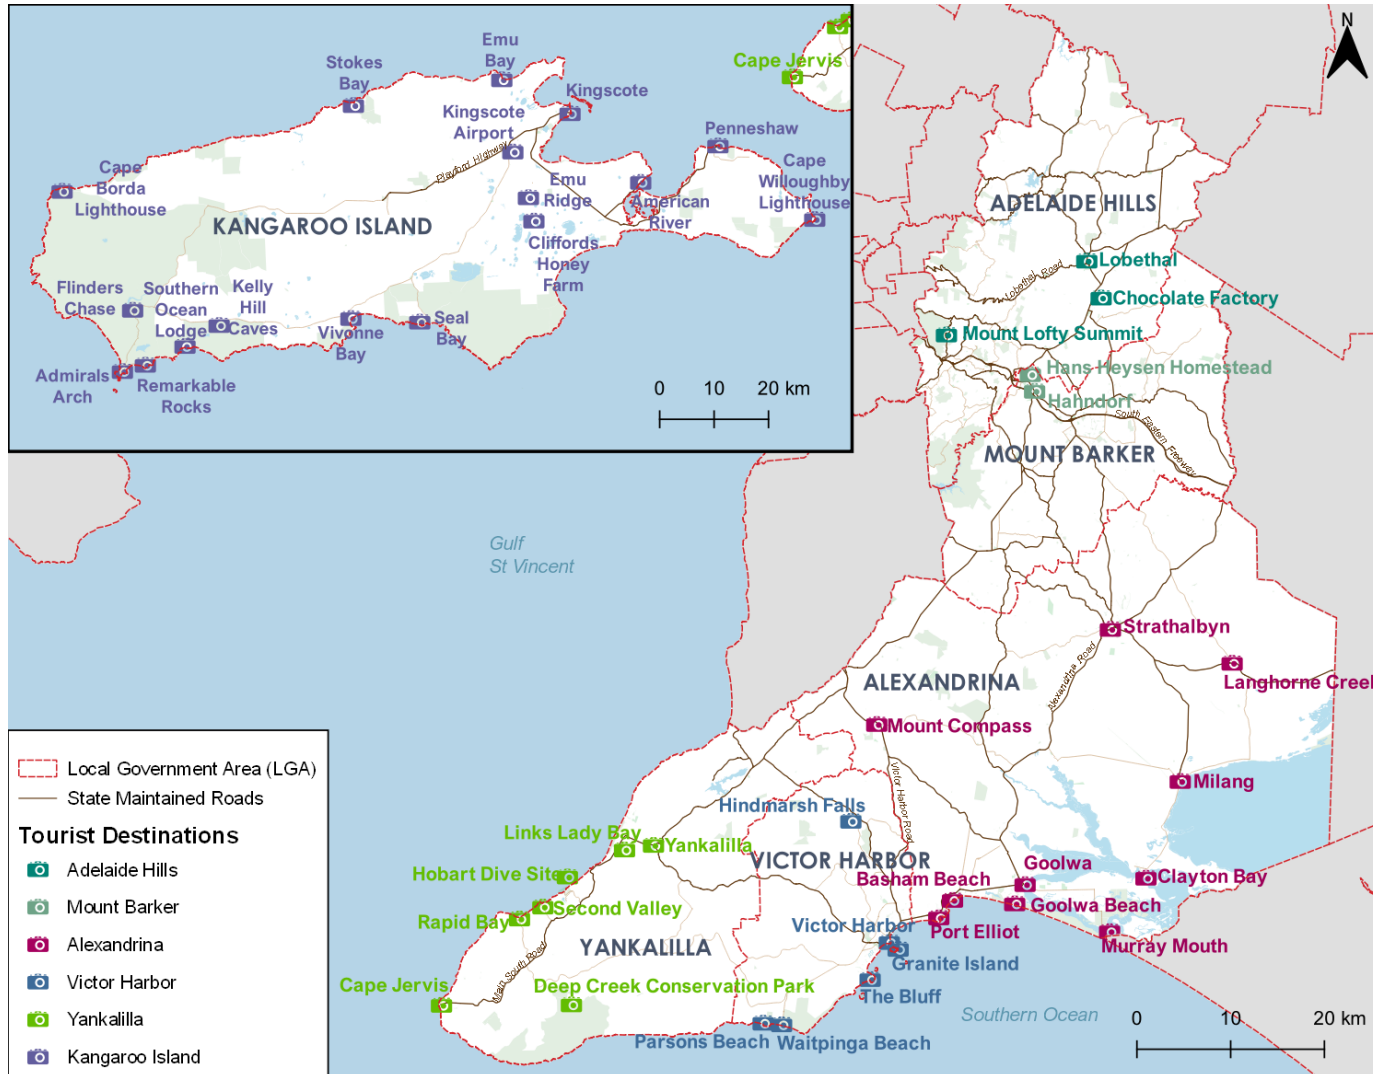 N
Emu
Bay
Stokes
Bay
Kingscote
Kingscote
Airport
Cape Jervis
Penneshaw
Playford Highway
Cape
Willoughby
Lighthouse
Cape
Borda
Lighthouse
Emu
Ridge
American
River
KANGAROO ISLAND
Cliffords
Honey
Farm
Flinders
Chase
Southern
Ocean
Lodge
Kelly
Hill
Caves
Vivonne
Bay
Seal
Bay
Admirals
Arch
Remarkable
Rocks
0 10 20 km
ADELAIDE HILLS
Lobethal
Lobethal Road
Chocolate Factory
Mount Lofty Summit
Hans Heysen Homestead
Hahndorf
South Eastern Freeway
MOUNT BARKER
Gulf
St Vincent
Strathalbyn
Alexandrina Road
Langhorne Creek
ALEXANDRINA
Mount Compass
Victor Harbor Road
Milang
Hindmarsh Falls
Links Lady Bay
Yankalilla
VICTOR HARBOR
Goolwa
Hobart Dive Site
Basham Beach
Clayton Bay
Second Valley
Goolwa Beach
Rapid Bay
Victor Harbor
Port Elliot
Murray Mouth
YANKALILLA
Granite Island
Main South Road
Cape Jervis
Deep Creek Conservation Park
The Bluff
Southern Ocean
Parsons Beach
Waitpinga Beach
0 10 20 km
Local Government Area (LGA)
State Maintained Roads
Tourist Destinations
Adelaide Hills
Mount Barker
Alexandrina
Victor Harbor
Yankalilla
Kangaroo Island